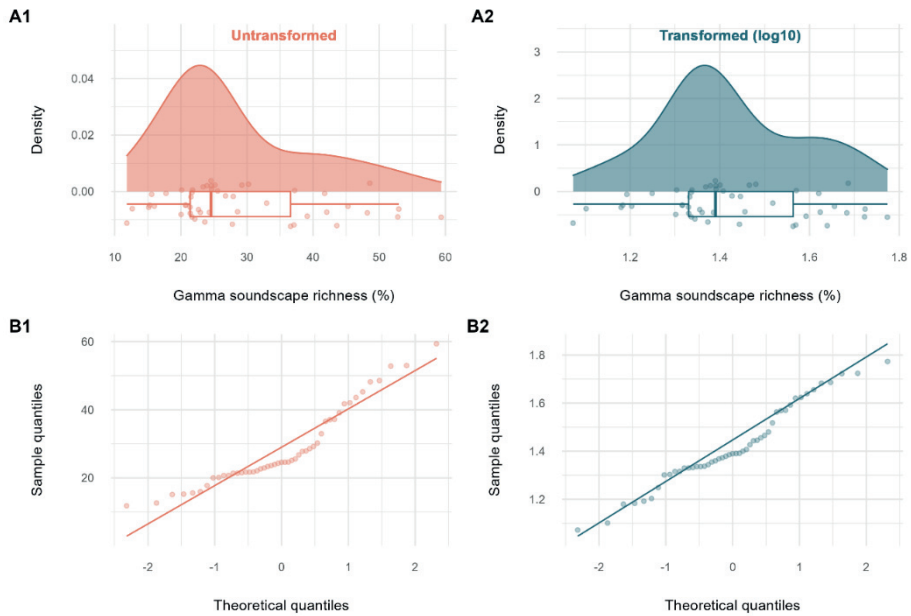 A1
Untransformed
Density
0.04
0.02
0.00
10 20 30 40 50 60
Gamma soundscape richness (%)
A2
Transformed (log10)
Density
3
2
1
0
1.2 1.4 1.6 1.8
Gamma soundscape richness (%)
B1
Sample quantiles
60
40
20
-2 -1 0 1 2
Theoretical quantiles
B2
Sample quantiles
1.8
1.6
1.4
1.2
-2 -1 0 1 2
Theoretical quantiles